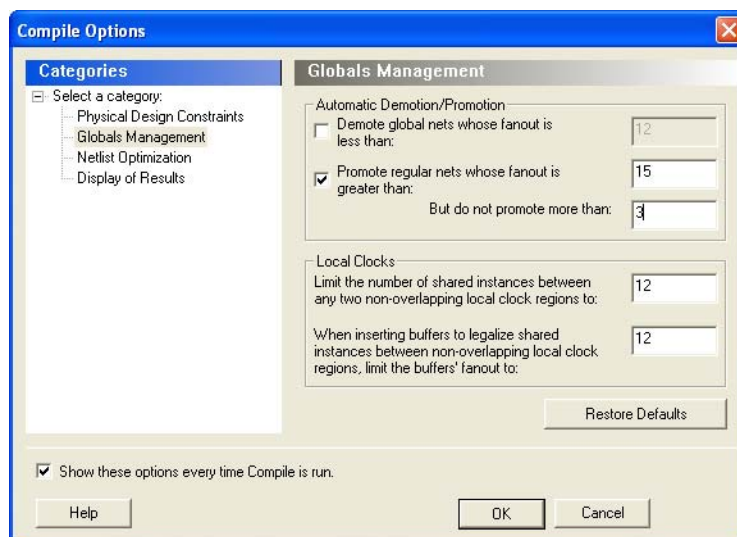 Compile Options
Categories
Select a category:
Physical Design Constraints
Globals Management
Netlist Optimization
Display of Results
Globals Management
Automatic Demotion/Promotion
Demote global nets whose fanout is
less than:
12
Promote regular nets whose fanout is
greater than:
15
But do not promote more than:
3
Local Clocks
Limit the number of shared instances between
any two non-overlapping local clock regions to:
12
When inserting buffers to legalize shared
instances between non-overlapping local clock
regions, limit the buffers' fanout to:
12
Restore Defaults
Show these options every time Compile is run.
Help
OK
Cancel